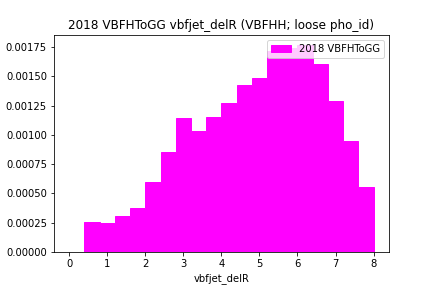 2018 VBFHToGG vbfjet_delR (VBFHH; loose pho_id)
2018 VBFHToGG
0.00175
0.00150
0.00125
0.00100
0.00075
0.00050
0.00025
0.00000
0 1 2 3 4 5 6 7 8
vbfjet_delR